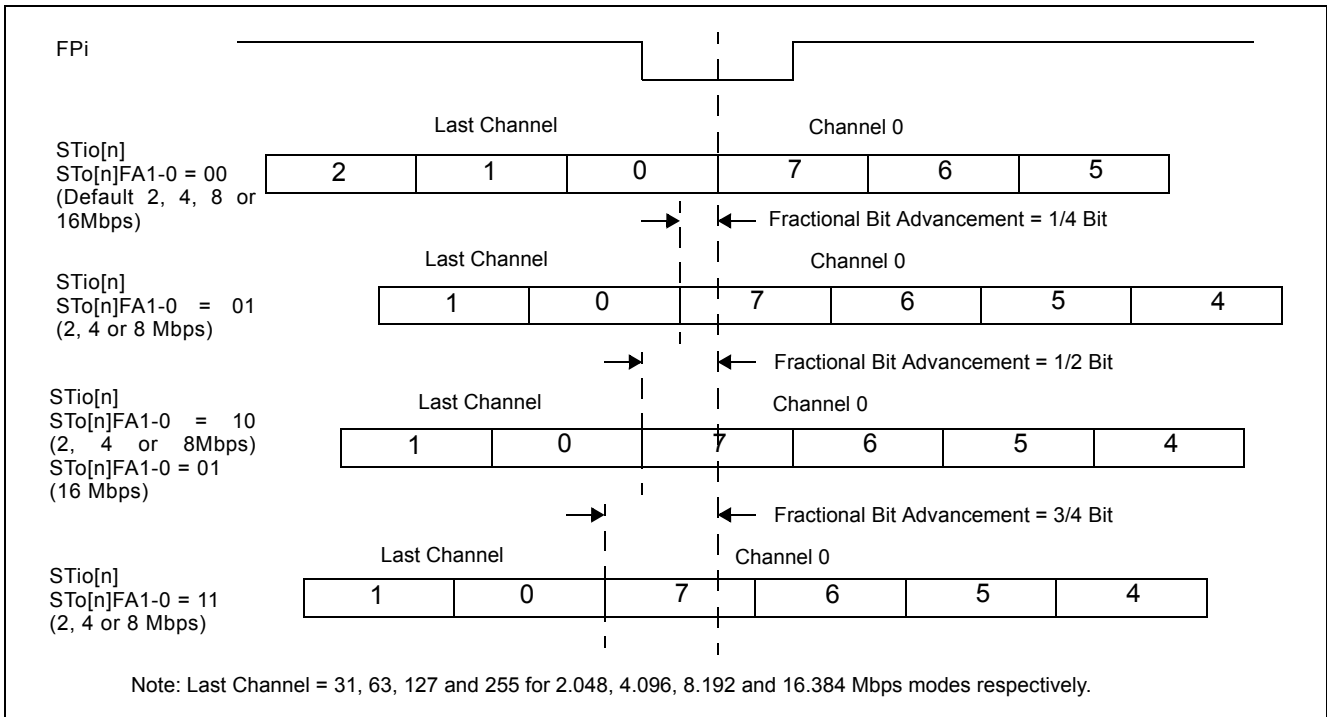 FPi
Last Channel Channel 0
STio[n]
STo[n]FA1-0 = 00
(Default 2, 4, 8 or
16Mbps)
2 1 0 7 6 5
Fractional Bit Advancement = 1/4 Bit
Last Channel Channel 0
STio[n]
STo[n]FA1-0 = 01
(2, 4 or 8 Mbps)
1 0 7 6 5 4
Fractional Bit Advancement = 1/2 Bit
Last Channel Channel 0
STio[n]
STo[n]FA1-0 = 10
(2, 4 or 8Mbps)
STo[n]FA1-0 = 01
(16 Mbps)
1 0 7 6 5 4
Fractional Bit Advancement = 3/4 Bit
Last Channel Channel 0
STio[n]
STo[n]FA1-0 = 11
(2, 4 or 8 Mbps)
1 0 7 6 5 4
Note: Last Channel = 31, 63, 127 and 255 for 2.048, 4.096, 8.192 and 16.384 Mbps modes respectively.